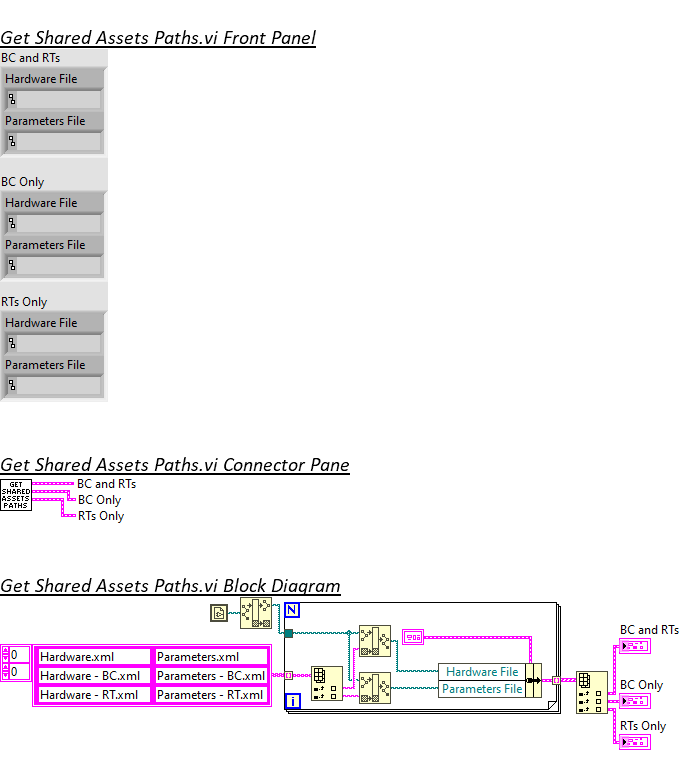 Get Shared Assets Paths.vi Front Panel
BC and RTs
Hardware File
Parameters File
BC Only
Hardware File
Parameters File
RTs Only
Hardware File
Parameters File
Get Shared Assets Paths.vi Connector Pane
GET
SHARED
ASSETS
PATHS
BC and RTs
BC Only
RTs Only
Get Shared Assets Paths.vi Block Diagram
N
0
0
Hardware.xml Parameters.xml
Hardware - BC.xml Parameters - BC.xml
Hardware - RT.xml Parameters - RT.xml
i
Hardware File
Parameters File
BC and RTs
BC Only
RTs Only